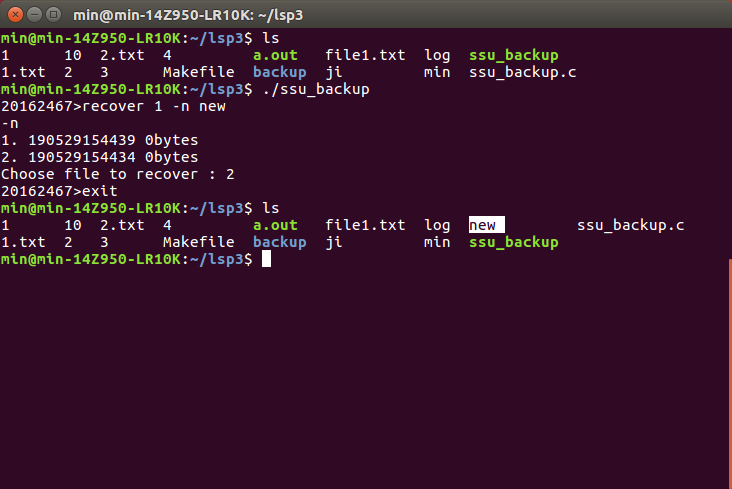 min@min-14Z950-LR10K: ~/lsp3
min@min-14Z950-LR10K:~/lsp3$ ls
1      10  2.txt  4         a.out   file1.txt  log  ssu_backup
1.txt  2   3      Makefile  backup  ji         min  ssu_backup.c
min@min-14Z950-LR10K:~/lsp3$ ./ssu_backup
20162467>recover 1 -n new
-n
1. 190529154439 0bytes
2. 190529154434 0bytes
Choose file to recover : 2
20162467>exit
min@min-14Z950-LR10K:~/lsp3$ ls
1      10  2.txt  4         a.out   file1.txt  log  new         ssu_backup.c
1.txt  2   3      Makefile  backup  ji         min  ssu_backup
min@min-14Z950-LR10K:~/lsp3$